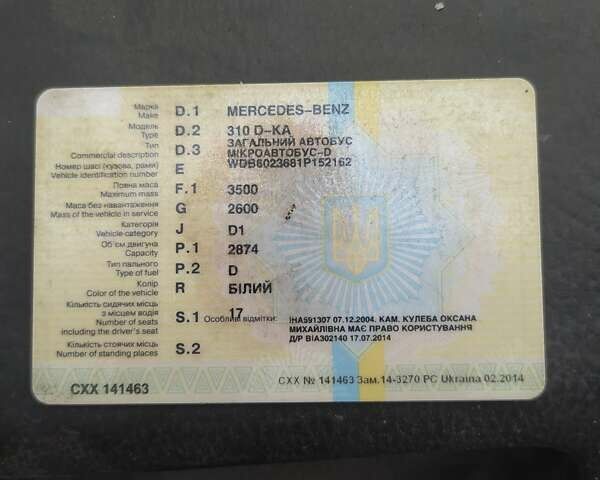 Марка D.1 MERCEDES-BENZ
Make
Модель D.2 310 D-KA
Type
Тип D.3 ЗАГАЛЬНИЙ АВТОБУС
Commercial description МІКРОАВТОБУС-D
Номер шасі (кузова, рами) E WDB6023681P152162
Vehicle identification number
Повна маса F.1 3500
Maximum mass
Маса без навантаження G 2600
Mass of the vehicle in service
Категорія J D1
Vehicle category
Об'єм двигуна P.1 2874
Capacity
Тип пального P.2 D
Type of fuel
Колір R БІЛИЙ
Color of the vehicle
Кількість сидячих місць
з місцем водія S.1 17 Особливі відмітки: ІНА591307 07.12.2004. КАМ. КУЛЕБА ОКСАНА
Number of seats МИХАЙЛІВНА МАЄ ПРАВО КОРИСТУВАННЯ
including the driver's seat Д/Р ВІА302140 17.07.2014
Кількість стоячих місць S.2
Number of standing places
СХХ 141463
СХХ № 141463 Зам.14-3270 PC Ukraina 02.2014